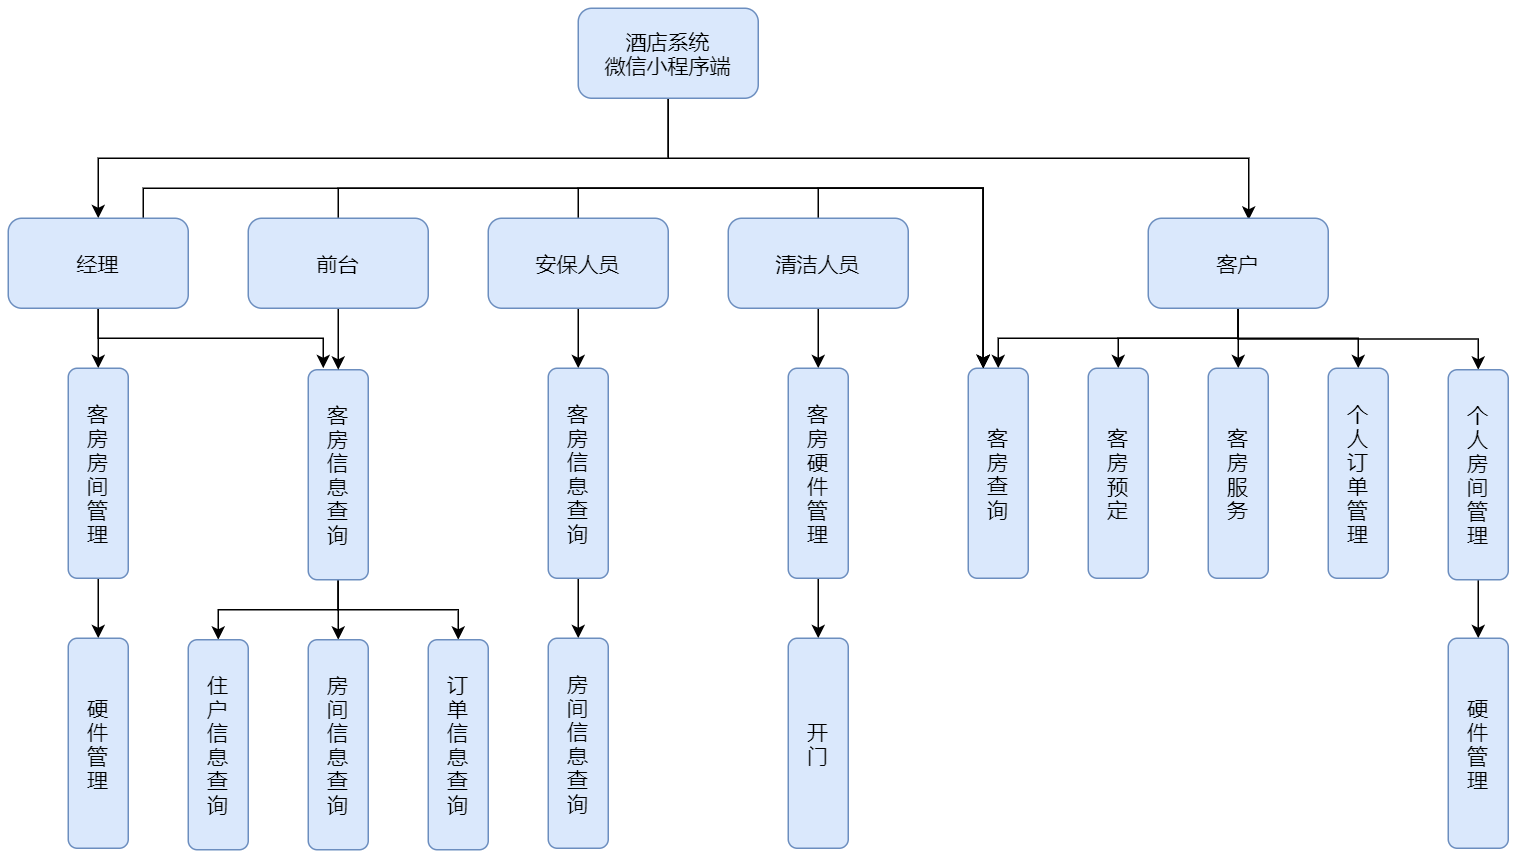 酒店系统
微信小程序端
经理
前台
安保人员
清洁人员
客户
客房房间管理
客房信息查询
客房信息查询
客房硬件管理
客房查询
客房预定
客房服务
个人订单管理
个人房间管理
硬件管理
住户信息查询
房间信息查询
订单信息查询
房间信息查询
开门
硬件管理